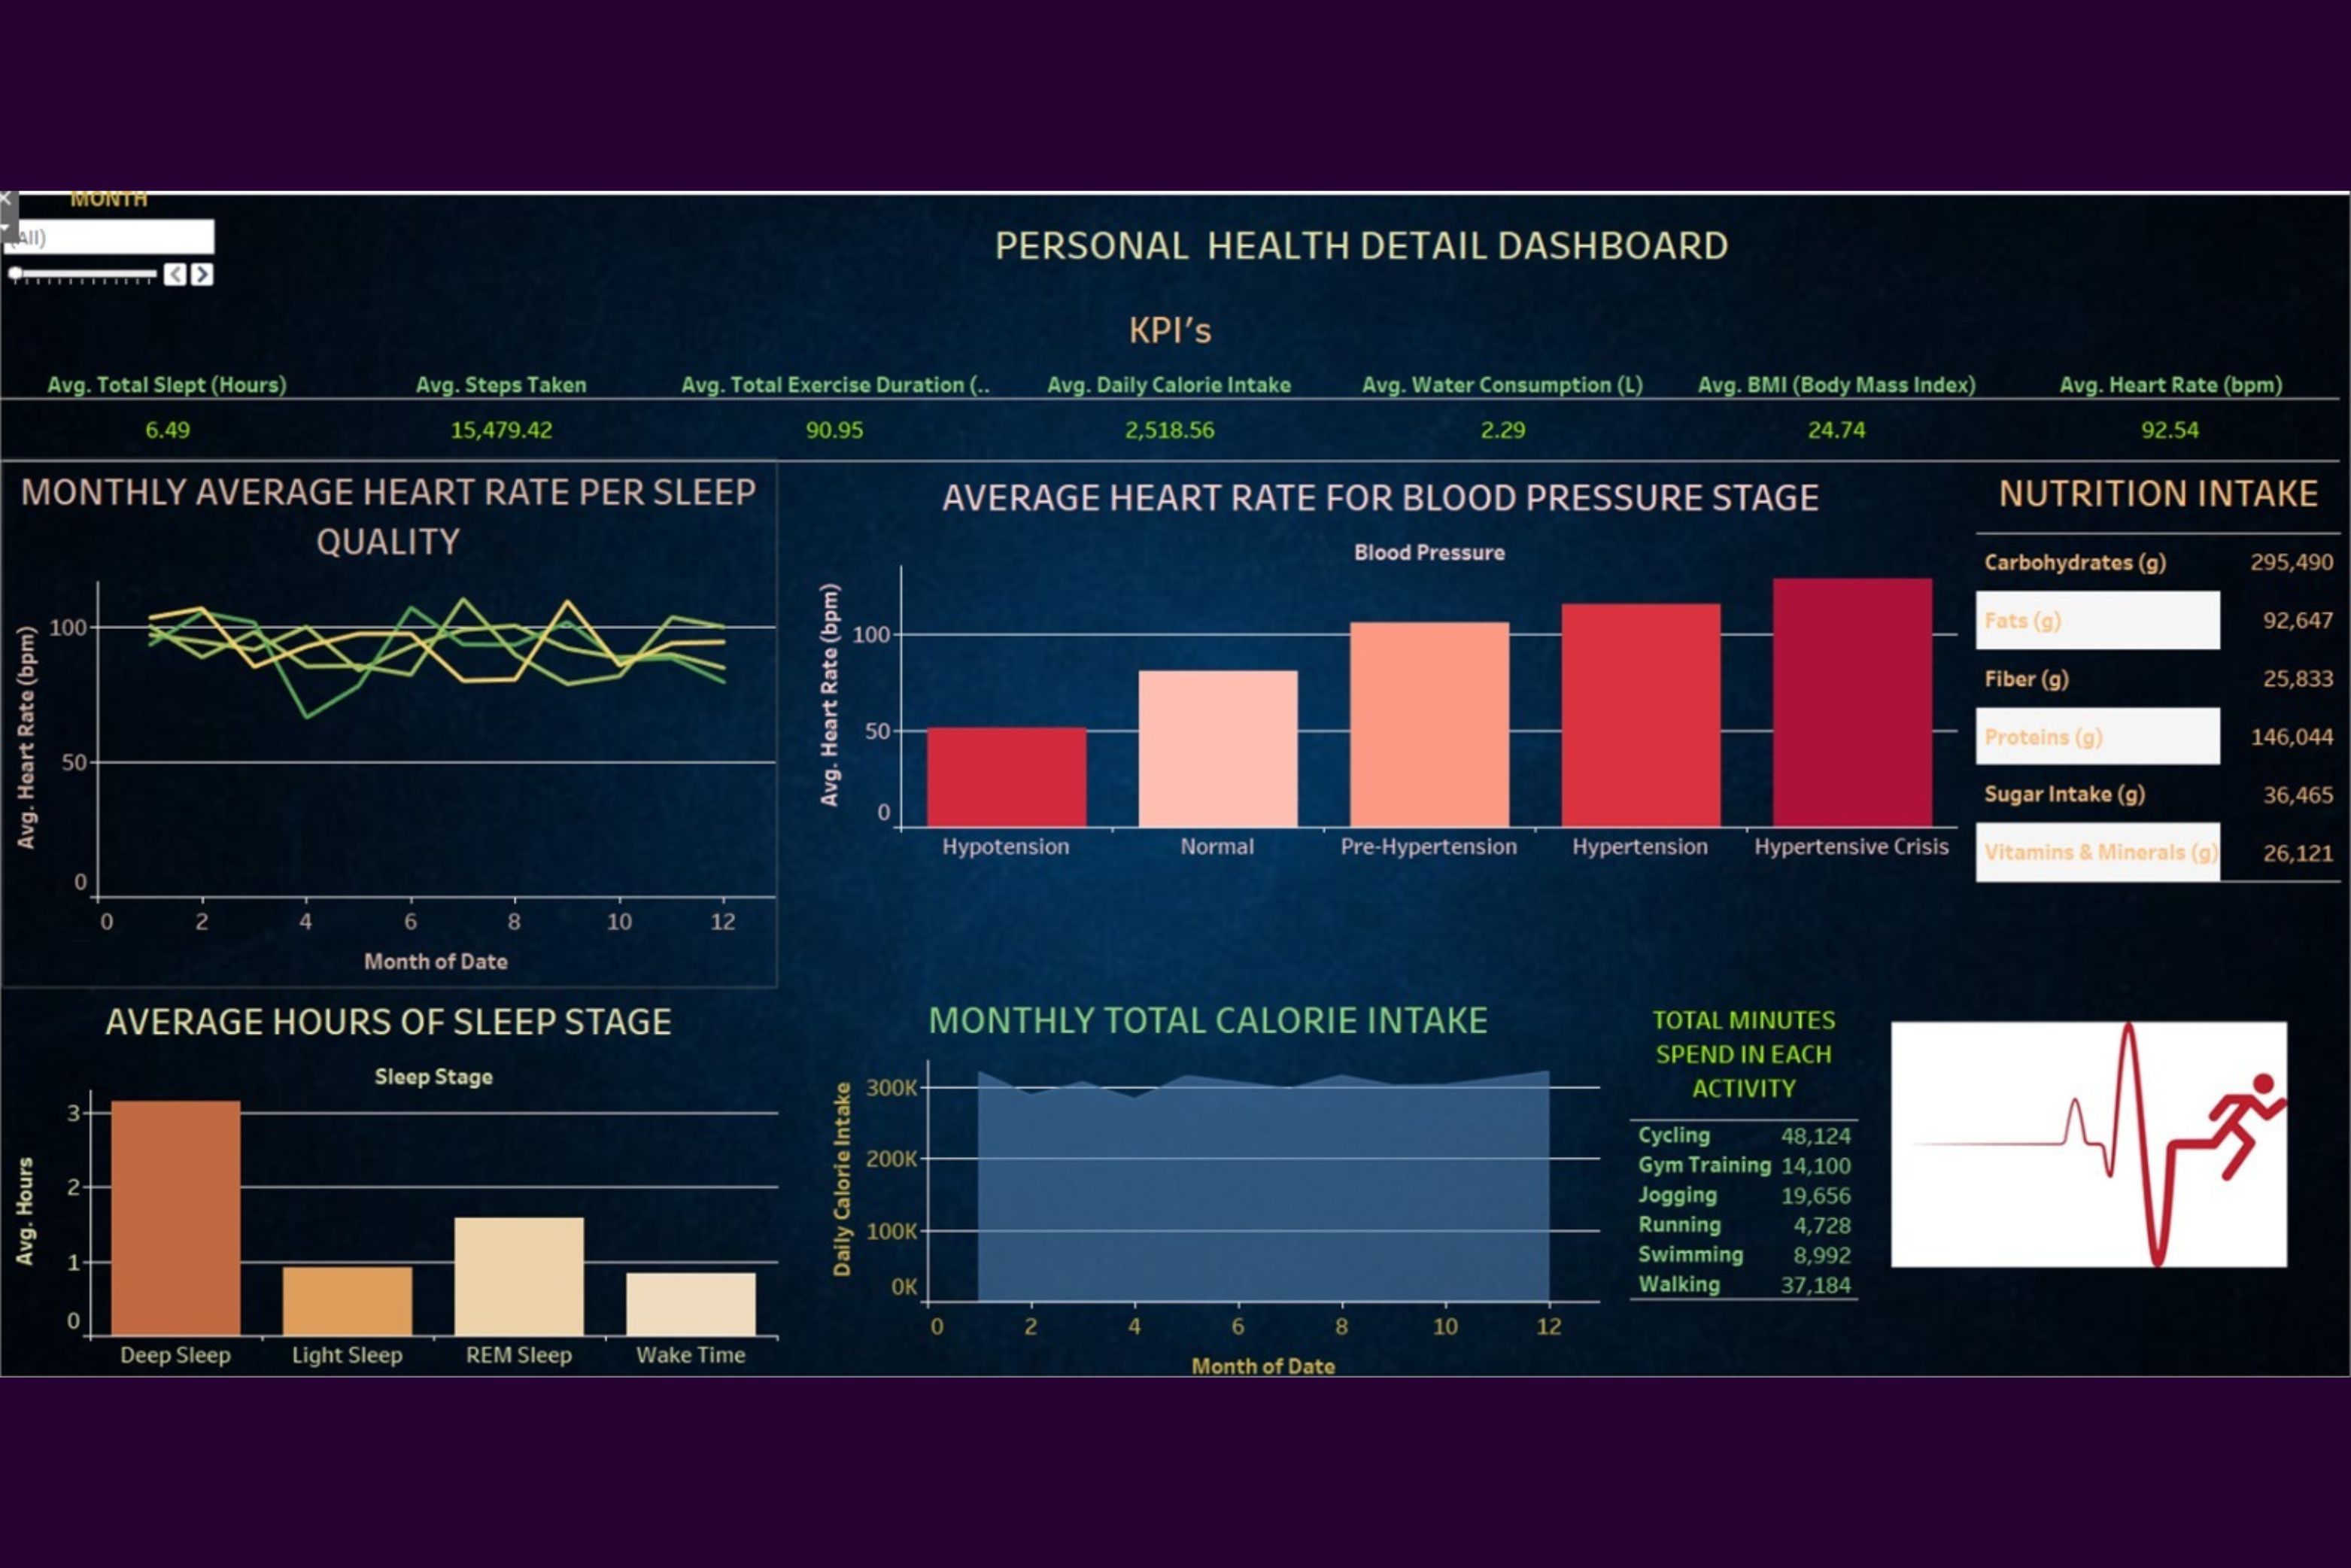 MONTH
(All)
PERSONAL HEALTH DETAIL DASHBOARD
KPI’s
Avg. Total Slept (Hours)
Avg. Steps Taken
Avg. Total Exercise Duration (..
Avg. Daily Calorie Intake
Avg. Water Consumption (L)
Avg. BMI (Body Mass Index)
Avg. Heart Rate (bpm)
6.49
15,479.42
90.95
2,518.56
2.29
24.74
92.54
MONTHLY AVERAGE HEART RATE PER SLEEP
QUALITY
Avg. Heart Rate (bpm)
100
50
0
0 2 4 6 8 10 12
Month of Date
AVERAGE HEART RATE FOR BLOOD PRESSURE STAGE
Blood Pressure
Avg. Heart Rate (bpm)
100
50
0
Hypotension Normal Pre-Hypertension Hypertension Hypertensive Crisis
NUTRITION INTAKE
Carbohydrates (g) 295,490
Fats (g) 92,647
Fiber (g) 25,833
Proteins (g) 146,044
Sugar Intake (g) 36,465
Vitamins & Minerals (g) 26,121
AVERAGE HOURS OF SLEEP STAGE
Sleep Stage
Avg. Hours
3
2
1
0
Deep Sleep Light Sleep REM Sleep Wake Time
MONTHLY TOTAL CALORIE INTAKE
Daily Calorie Intake
300K
200K
100K
0K
0 2 4 6 8 10 12
Month of Date
TOTAL MINUTES
SPEND IN EACH
ACTIVITY
Cycling 48,124
Gym Training 14,100
Jogging 19,656
Running 4,728
Swimming 8,992
Walking 37,184